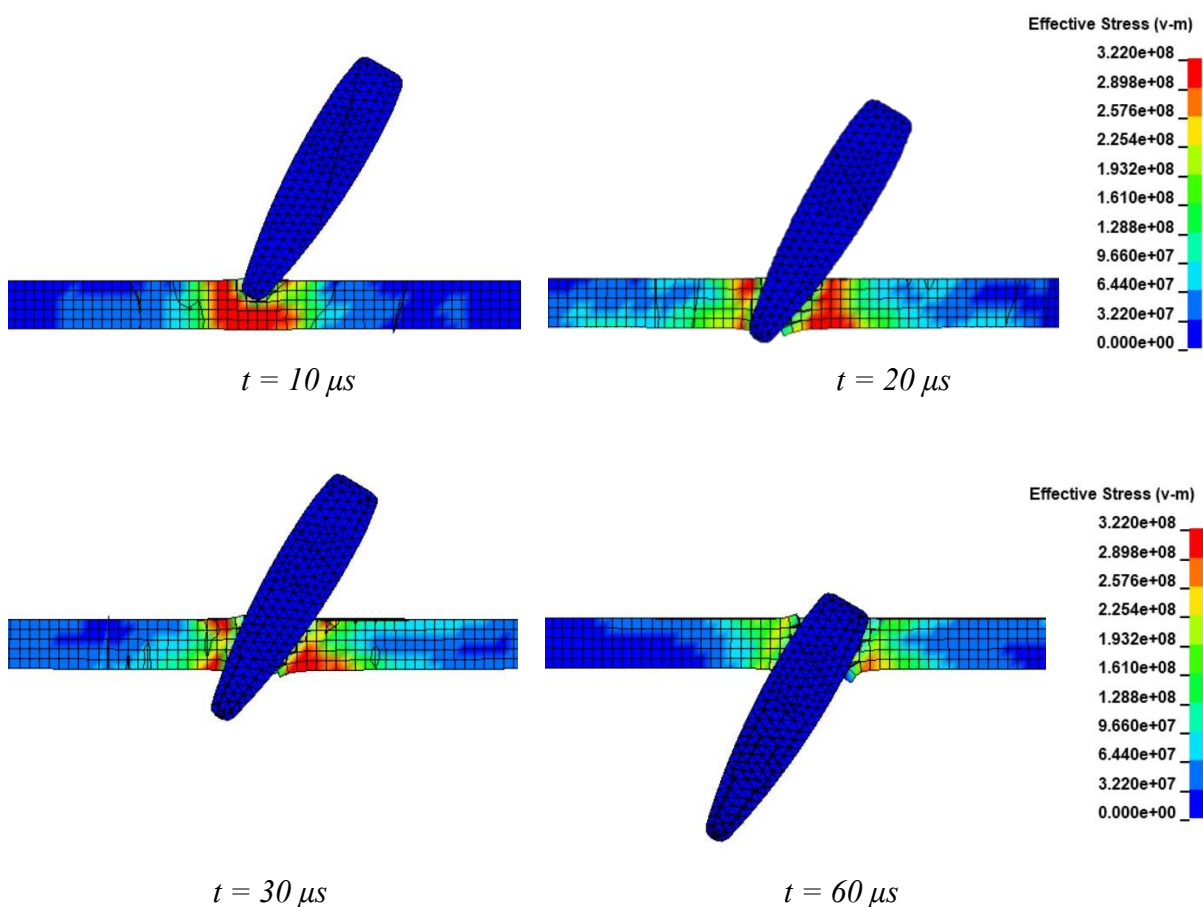 Effective Stress (v-m)
3.220e+08
2.898e+08
2.576e+08
2.254e+08
1.932e+08
1.610e+08
1.288e+08
9.660e+07
6.440e+07
3.220e+07
0.000e+00
t = 10 μs
t = 20 μs
Effective Stress (v-m)
3.220e+08
2.898e+08
2.576e+08
2.254e+08
1.932e+08
1.610e+08
1.288e+08
9.660e+07
6.440e+07
3.220e+07
0.000e+00
t = 30 μs
t = 60 μs